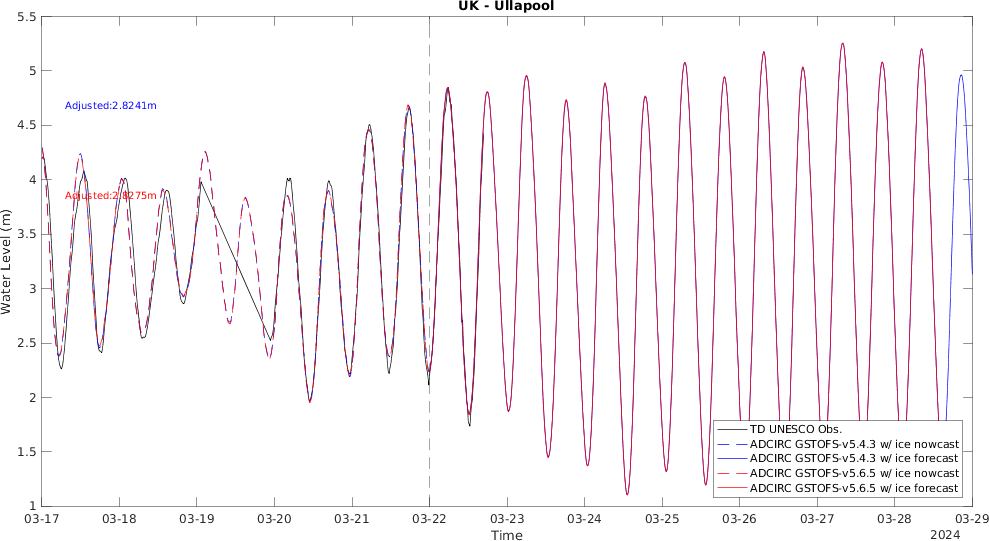 UK - Ullapool
5.5
5
4.5
4
3.5
3
2.5
2
1.5
1
Water Level (m)
Adjusted:2.8241m
Adjusted:2.8275m
TD UNESCO Obs.
ADCIRC GSTOFS-v5.4.3 w/ ice nowcast
ADCIRC GSTOFS-v5.4.3 w/ ice forecast
ADCIRC GSTOFS-v5.6.5 w/ ice nowcast
ADCIRC GSTOFS-v5.6.5 w/ ice forecast
03-17 03-18 03-19 03-20 03-21 03-22 03-23 03-24 03-25 03-26 03-27 03-28 03-29
Time
2024